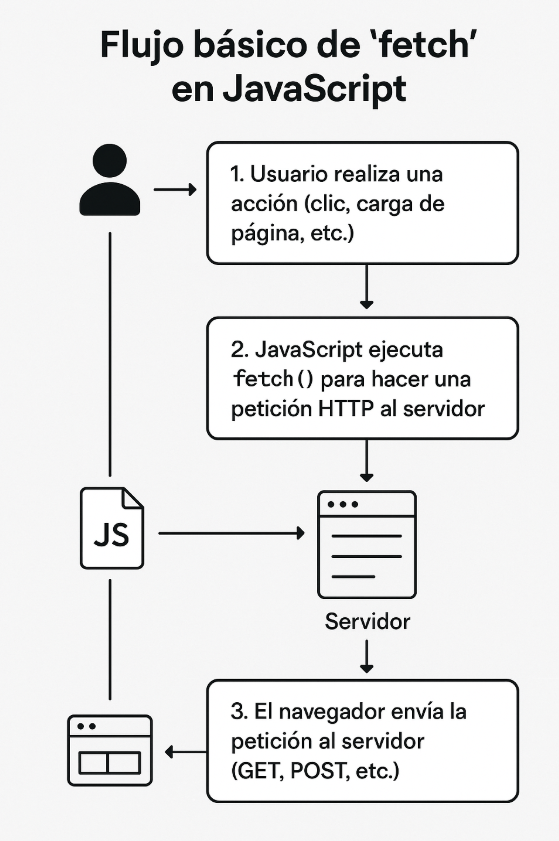 Flujo básico de ‘fetch’
en JavaScript
1. Usuario realiza una
acción (clic, carga de
página, etc.)
2. JavaScript ejecuta
fetch() para hacer una
petición HTTP al servidor
JS
Servidor
3. El navegador envía la
petición al servidor
(GET, POST, etc.)